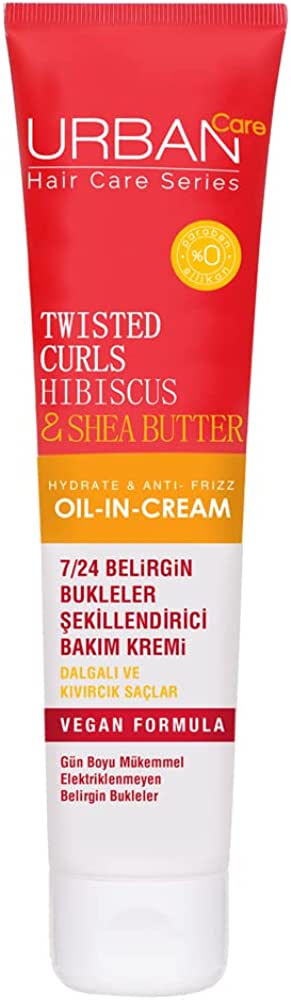 URBAN Care
Hair Care Series
paraben
%0
silikon
TWISTED
CURLS
HIBISCUS
& SHEA BUTTER
HYDRATE & ANTI- FRIZZ
OIL-IN-CREAM
7/24 BELİRGİN
BUKLELER
ŞEKİLLENDİRİCİ
BAKIM KREMİ
DALGALI VE
KIVIRCIK SAÇLAR
VEGAN FORMULA
Gün Boyu Mükemmel
Elektriklenmeyen
Belirgin Bukleler